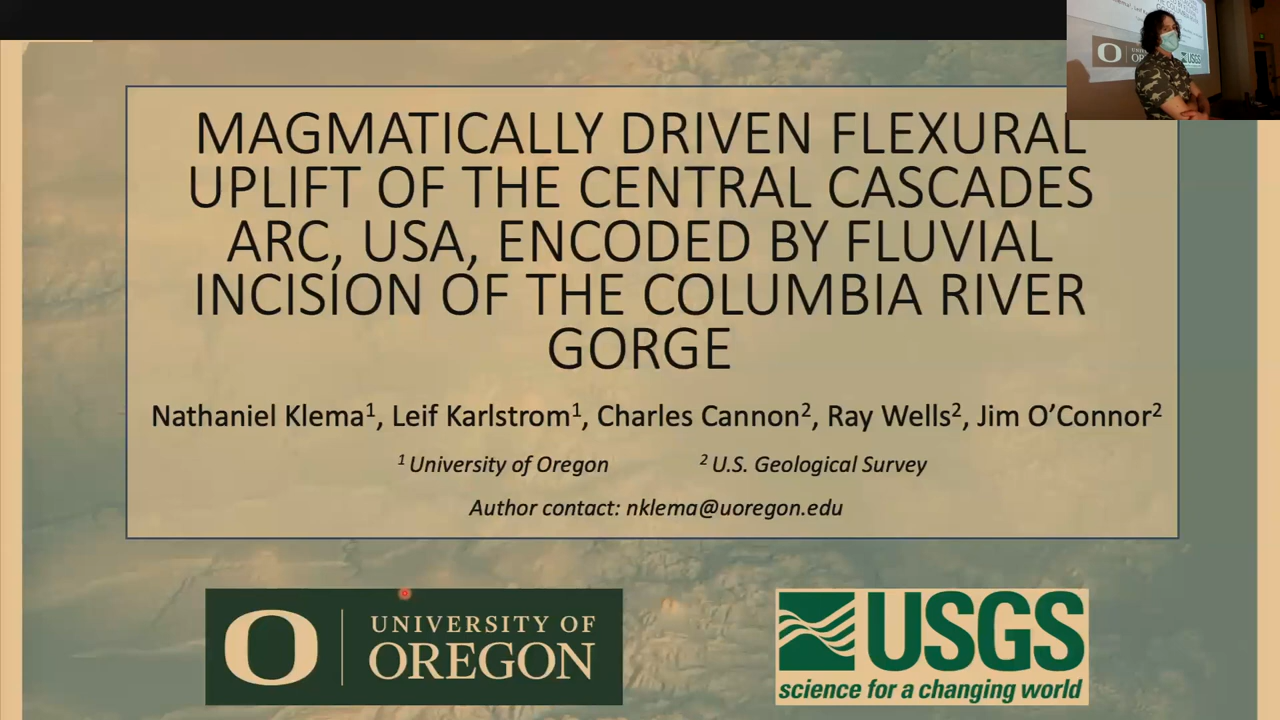 MAGMATICALLY DRIVEN FLEXURAL
UPLIFT OF THE CENTRAL CASCADES
ARC, USA, ENCODED BY FLUVIAL
INCISION OF THE COLUMBIA RIVER
GORGE
Nathaniel Klema¹, Leif Karlstrom¹, Charles Cannon², Ray Wells², Jim O’Connor²
¹ University of Oregon ² U.S. Geological Survey
Author contact: nklema@uoregon.edu
O UNIVERSITY OF
OREGON
USGS
science for a changing world